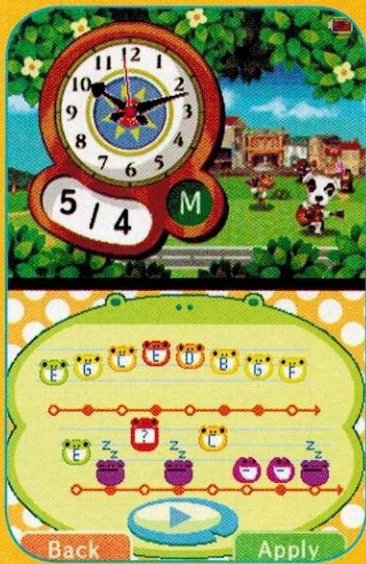 11 12 1
10 2
9 3
8 4
7 6 5
5 / 4
M
E G C E D B G F
z z ? z z C z z
E - -
Back Apply